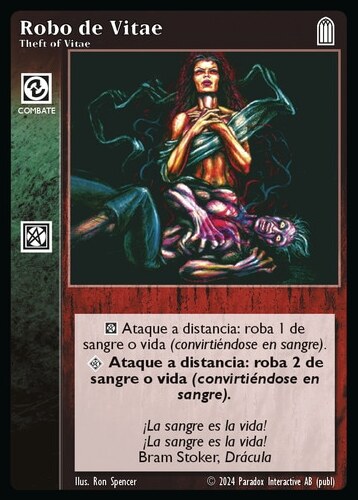 Robo de Vitae
Theft of Vitae
COMBATE
Ataque a distancia: roba 1 de
sangre o vida (convirtiéndose en sangre).
Ataque a distancia: roba 2 de
sangre o vida (convirtiéndose en
sangre).
¡La sangre es la vida!
¡La sangre es la vida!
Bram Stoker, Drácula
Ilus. Ron Spencer
© 2024 Paradox Interactive AB (publ)